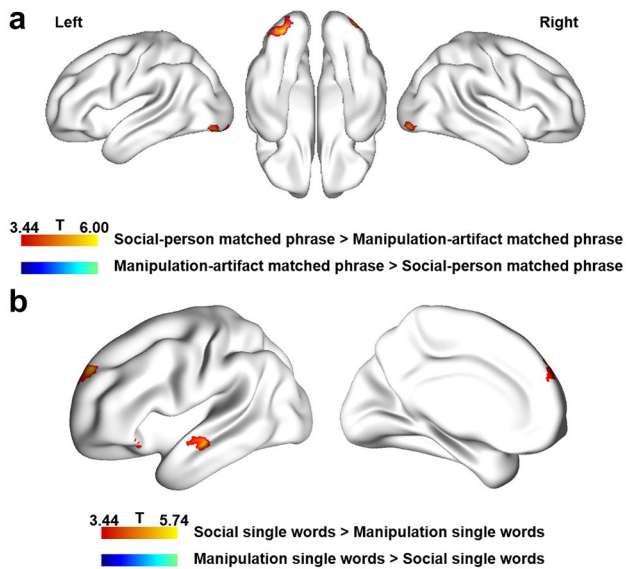 a
Left
Right
3.44 T 6.00
Social-person matched phrase > Manipulation-artifact matched phrase
Manipulation-artifact matched phrase > Social-person matched phrase
b
3.44 T 5.74
Social single words > Manipulation single words
Manipulation single words > Social single words